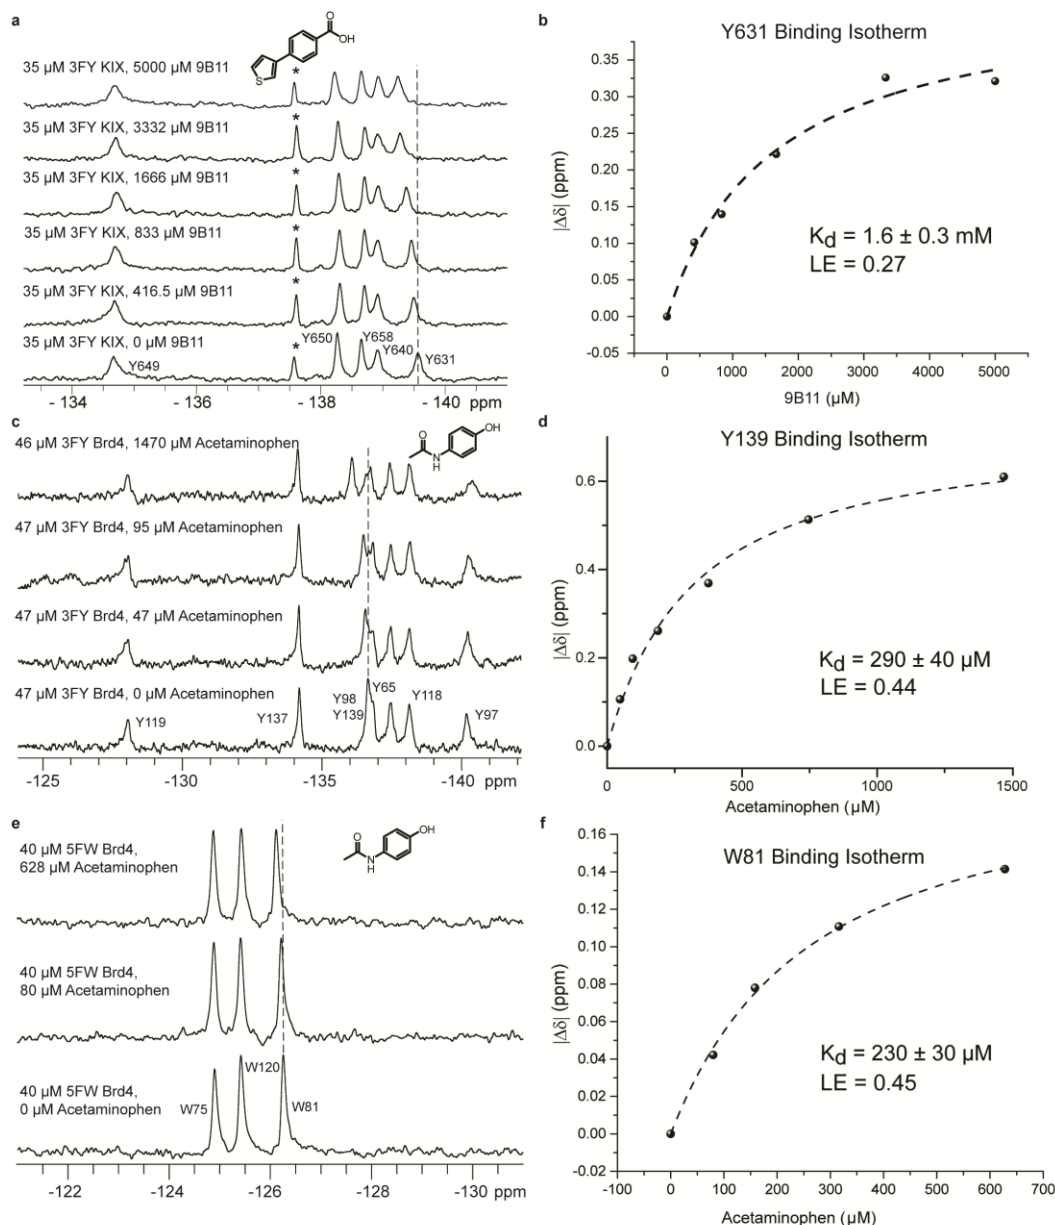 a
O
OH
S
35 µM 3FY KIX, 5000 µM 9B11
*
35 µM 3FY KIX, 3332 µM 9B11
*
35 µM 3FY KIX, 1666 µM 9B11
*
35 µM 3FY KIX, 833 µM 9B11
*
35 µM 3FY KIX, 416.5 µM 9B11
*
35 µM 3FY KIX, 0 µM 9B11
*
Y649
Y650
Y658
Y640
Y631
- 134 - 136 - 138 - 140 ppm
b
Y631 Binding Isotherm
0.35
0.30
0.25
0.20
0.15
0.10
0.05
0.00
-0.05
|Δδ| (ppm)
Kd = 1.6 ± 0.3 mM
LE = 0.27
0 1000 2000 3000 4000 5000
9B11 (µM)
c
46 µM 3FY Brd4, 1470 µM Acetaminophen
O
N
H
OH
47 µM 3FY Brd4, 95 µM Acetaminophen
47 µM 3FY Brd4, 47 µM Acetaminophen
47 µM 3FY Brd4, 0 µM Acetaminophen
Y119
Y137
Y98
Y139
Y65
Y118
Y97
-125 -130 -135 -140 ppm
d
Y139 Binding Isotherm
0.6
0.4
0.2
0.0
|Δδ| (ppm)
Kd = 290 ± 40 µM
LE = 0.44
0 500 1000 1500
Acetaminophen (µM)
e
O
N
H
OH
40 µM 5FW Brd4,
628 µM Acetaminophen
40 µM 5FW Brd4,
80 µM Acetaminophen
40 µM 5FW Brd4,
0 µM Acetaminophen
W75
W120
W81
-122 -124 -126 -128 -130 ppm
f
W81 Binding Isotherm
0.16
0.14
0.12
0.10
0.08
0.06
0.04
0.02
0.00
-0.02
|Δδ| (ppm)
Kd = 230 ± 30 µM
LE = 0.45
-100 0 100 200 300 400 500 600 700
Acetaminophen (µM)